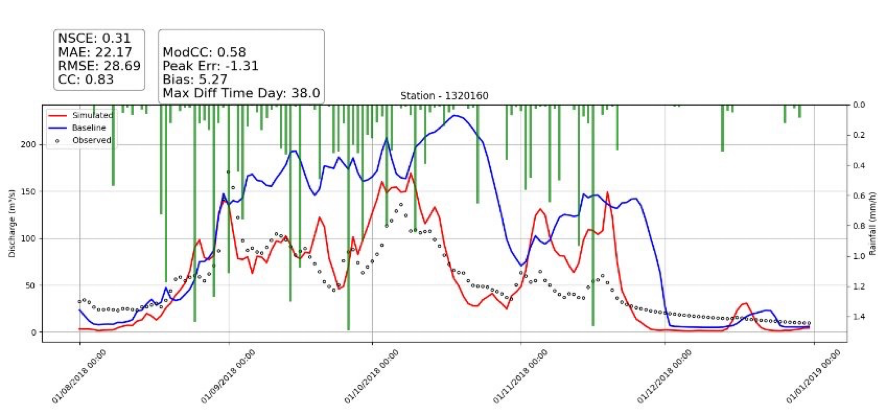 NSCE: 0.31
MAE: 22.17
RMSE: 28.69
CC: 0.83
ModCC: 0.58
Peak Err: -1.31
Bias: 5.27
Max Diff Time Day: 38.0
Station - 1320160
Simulated
Baseline
Observed
Discharge (m³/s)
200
150
100
50
0
Rainfall (mm/h)
0.0
0.2
0.4
0.6
0.8
1.0
1.2
1.4
01/08/2018 00:00
01/09/2018 00:00
01/10/2018 00:00
01/11/2018 00:00
01/12/2018 00:00
01/01/2019 00:00